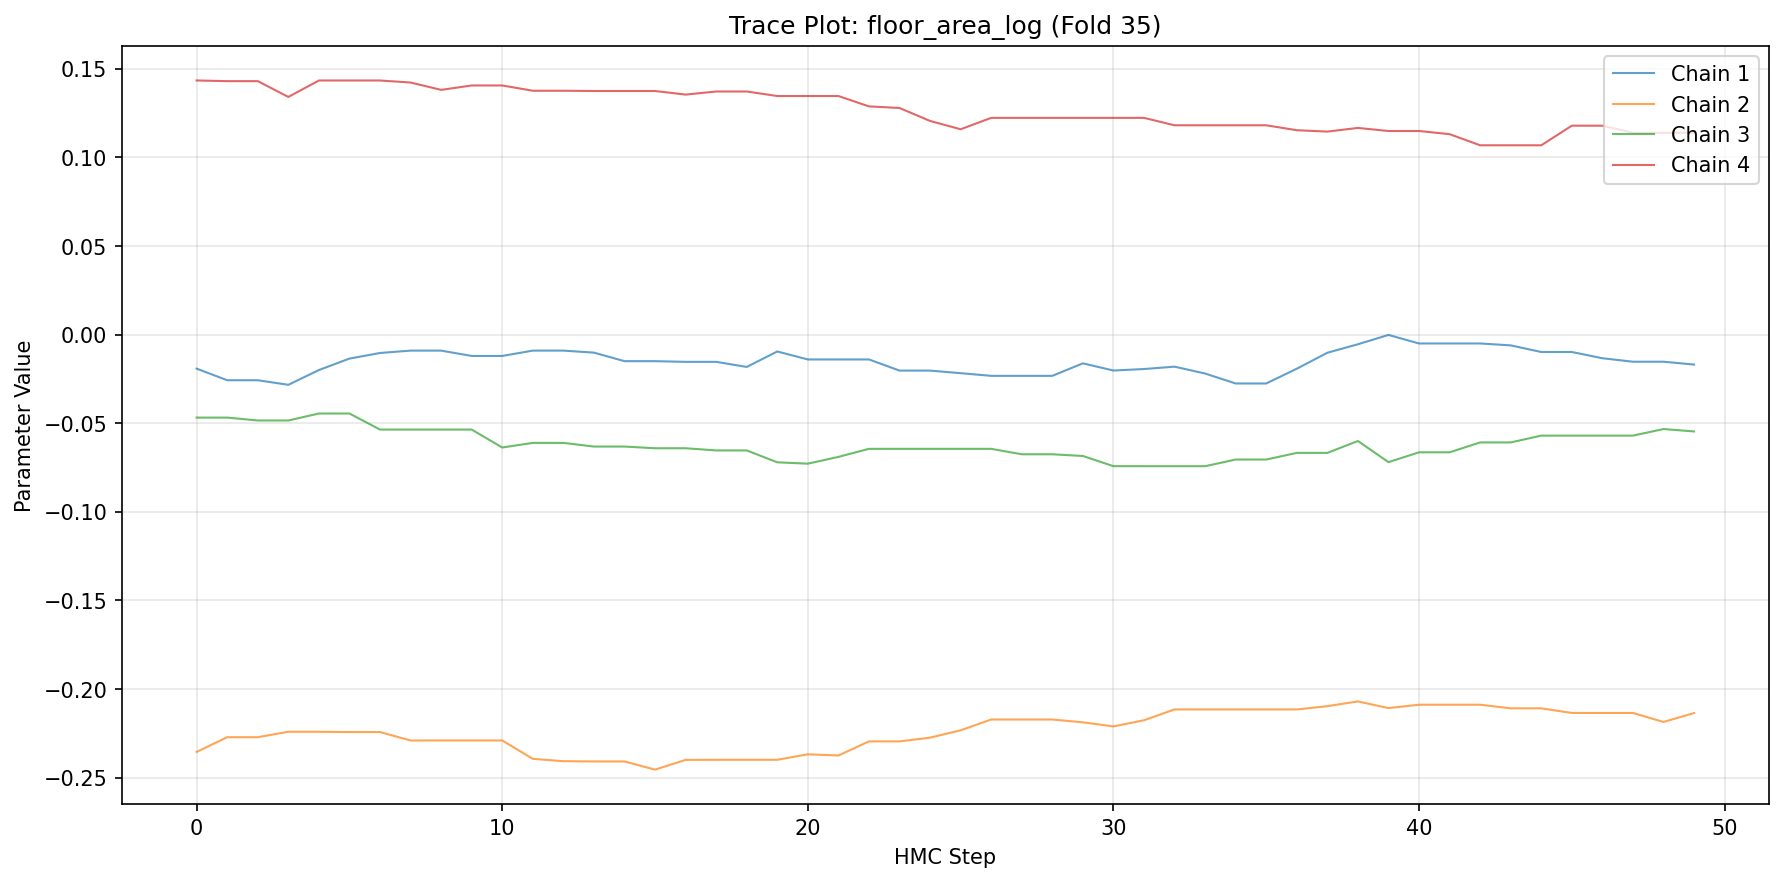 Trace Plot: floor_area_log (Fold 35)
Chain 1
Chain 2
Chain 3
Chain 4
0.15
0.10
0.05
0.00
−0.05
−0.10
−0.15
−0.20
−0.25
Parameter Value
0 10 20 30 40 50
HMC Step